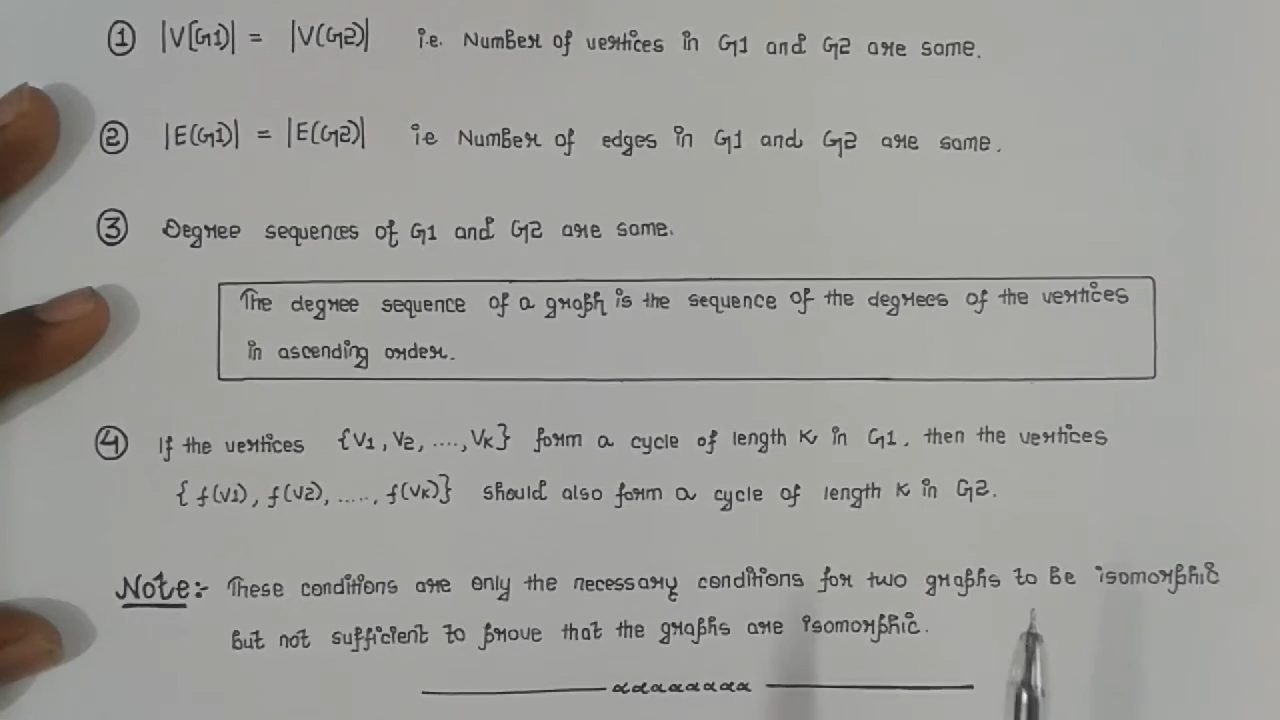 ① |V(G1)| = |V(G2)| i.e. Number of vertices in G1 and G2 are same.
② |E(G1)| = |E(G2)| i.e Number of edges in G1 and G2 are same.
③ Degree sequences of G1 and G2 are same.
The degree sequence of a graph is the sequence of the degrees of the vertices
in ascending order.
④ If the vertices {V1, V2, ...., VK} form a cycle of length K in G1, then the vertices
{f(V1), f(V2), ....., f(VK)} should also form a cycle of length K in G2.
Note:- These conditions are only the necessary conditions for two graphs to be isomorphic
but not sufficient to prove that the graphs are isomorphic.